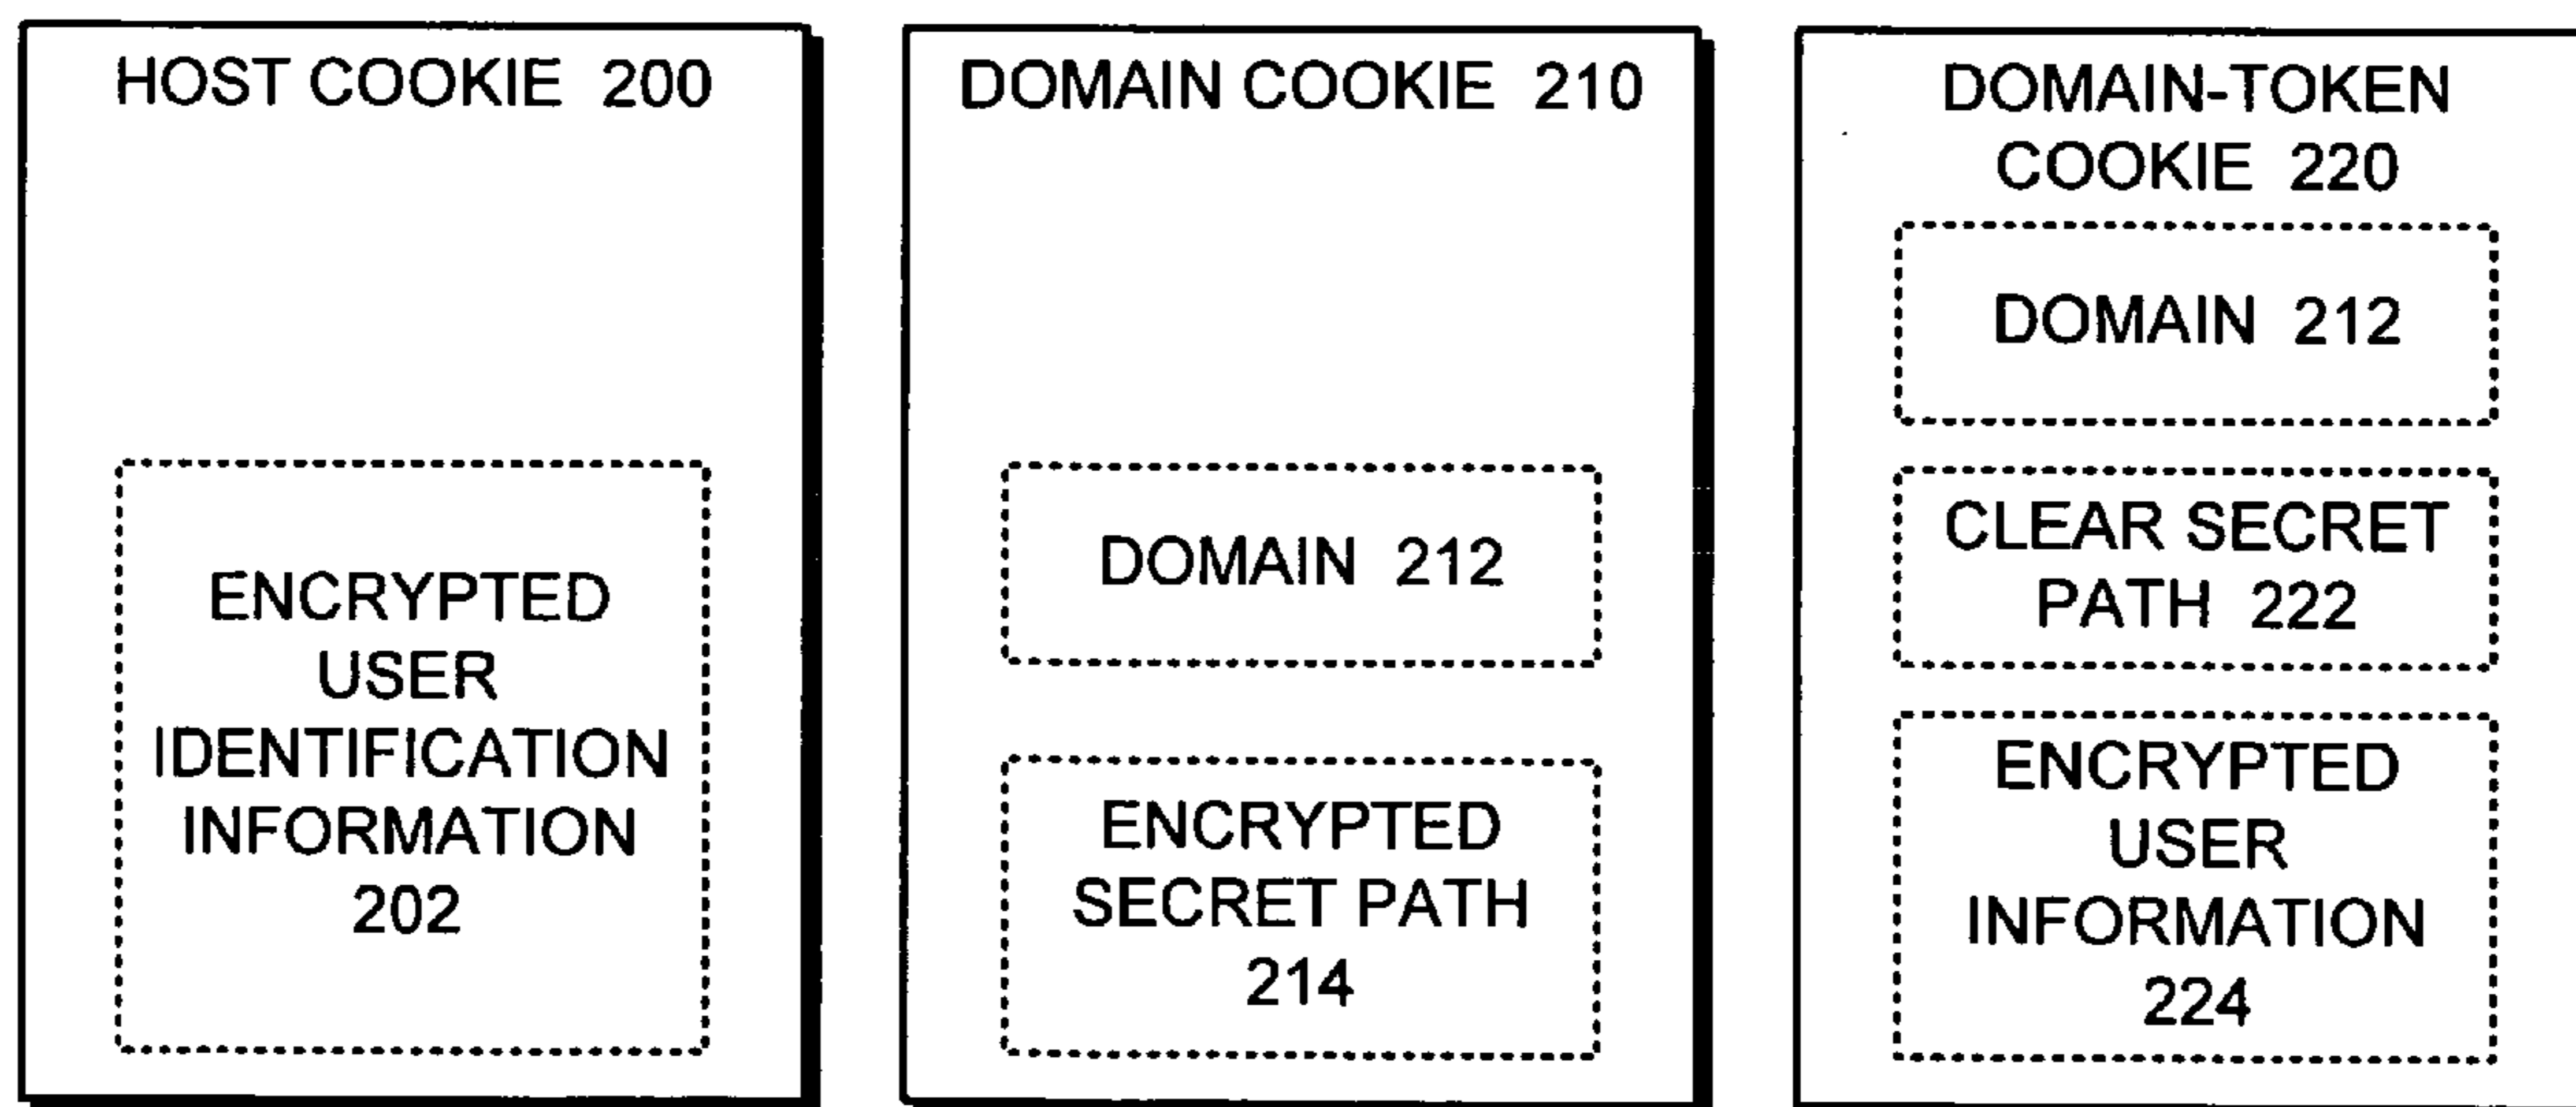 HOST COOKIE 200
ENCRYPTED
USER
IDENTIFICATION
INFORMATION
202
DOMAIN COOKIE 210
DOMAIN 212
ENCRYPTED
SECRET PATH
214
DOMAIN-TOKEN
COOKIE 220
DOMAIN 212
CLEAR SECRET
PATH 222
ENCRYPTED
USER
INFORMATION
224